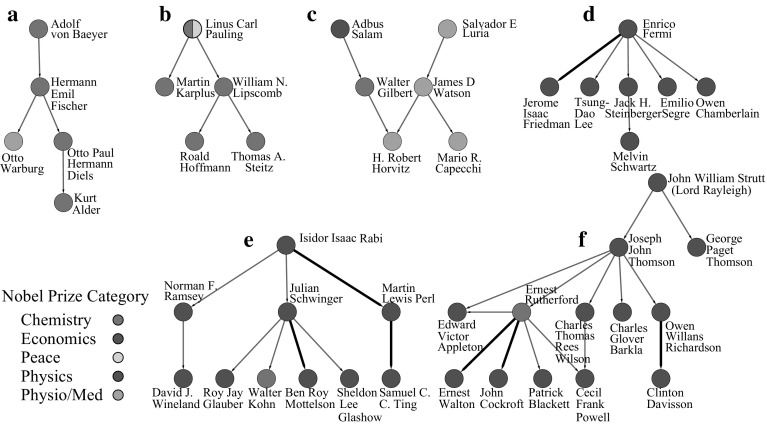 a
Adolf
von Baeyer
Hermann
Emil
Fischer
Otto
Warburg
Otto Paul
Hermann
Diels
Kurt
Alder
b
Linus Carl
Pauling
Martin
Karplus
William N.
Lipscomb
Roald
Hoffmann
Thomas A.
Steitz
c
Adbus
Salam
Salvador E
Luria
Walter
Gilbert
James D
Watson
H. Robert
Horvitz
Mario R.
Capecchi
d
Enrico
Fermi
Jerome
Isaac
Friedman
Tsung-
Dao
Lee
Jack H.
Steinberger
Emilio
Segre
Owen
Chamberlain
Melvin
Schwartz
e
Isidor Isaac Rabi
Norman F.
Ramsey
Julian
Schwinger
Martin
Lewis Perl
David J.
Wineland
Roy Jay
Glauber
Walter
Kohn
Ben Roy
Mottelson
Sheldon
Lee
Glashow
Samuel C.
C. Ting
f
John William Strutt
(Lord Rayleigh)
Joseph
John
Thomson
George
Paget
Thomson
Edward
Victor
Appleton
Ernest
Rutherford
Charles
Thomas
Rees
Wilson
Charles
Glover
Barkla
Owen
Willans
Richardson
Ernest
Walton
John
Cockroft
Patrick
Blackett
Cecil
Frank
Powell
Clinton
Davisson
Nobel Prize Category
Chemistry
Economics
Peace
Physics
Physio/Med